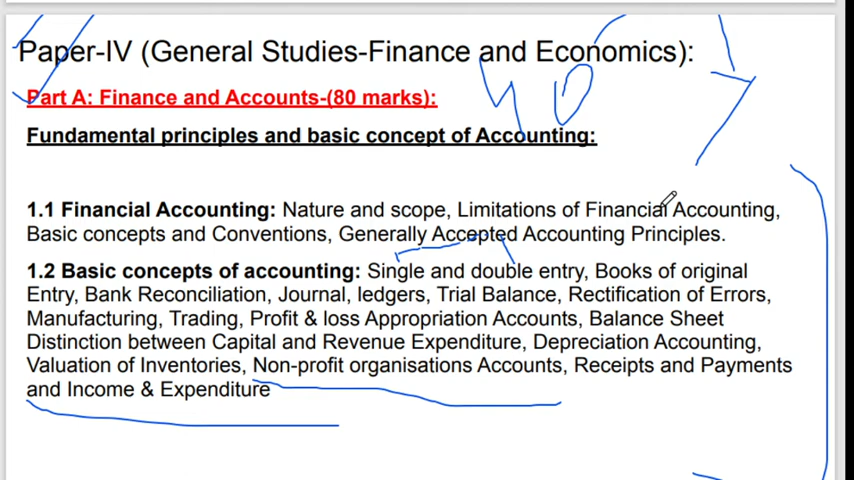 Paper-IV (General Studies-Finance and Economics):
Part A: Finance and Accounts-(80 marks):
40
Fundamental principles and basic concept of Accounting:
1.1 Financial Accounting: Nature and scope, Limitations of Financial Accounting,
Basic concepts and Conventions, Generally Accepted Accounting Principles.
1.2 Basic concepts of accounting: Single and double entry, Books of original
Entry, Bank Reconciliation, Journal, ledgers, Trial Balance, Rectification of Errors,
Manufacturing, Trading, Profit & loss Appropriation Accounts, Balance Sheet
Distinction between Capital and Revenue Expenditure, Depreciation Accounting,
Valuation of Inventories, Non-profit organisations Accounts, Receipts and Payments
and Income & Expenditure